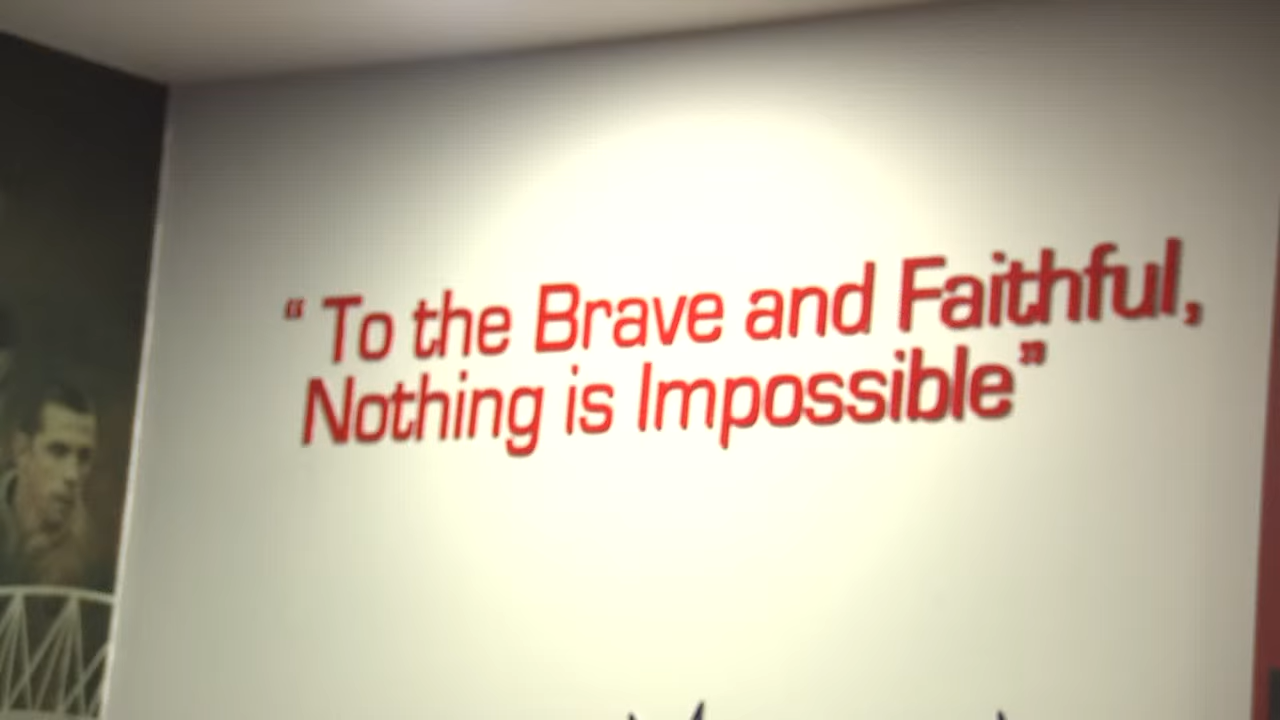 “ To the Brave and Faithful,
Nothing is Impossible”